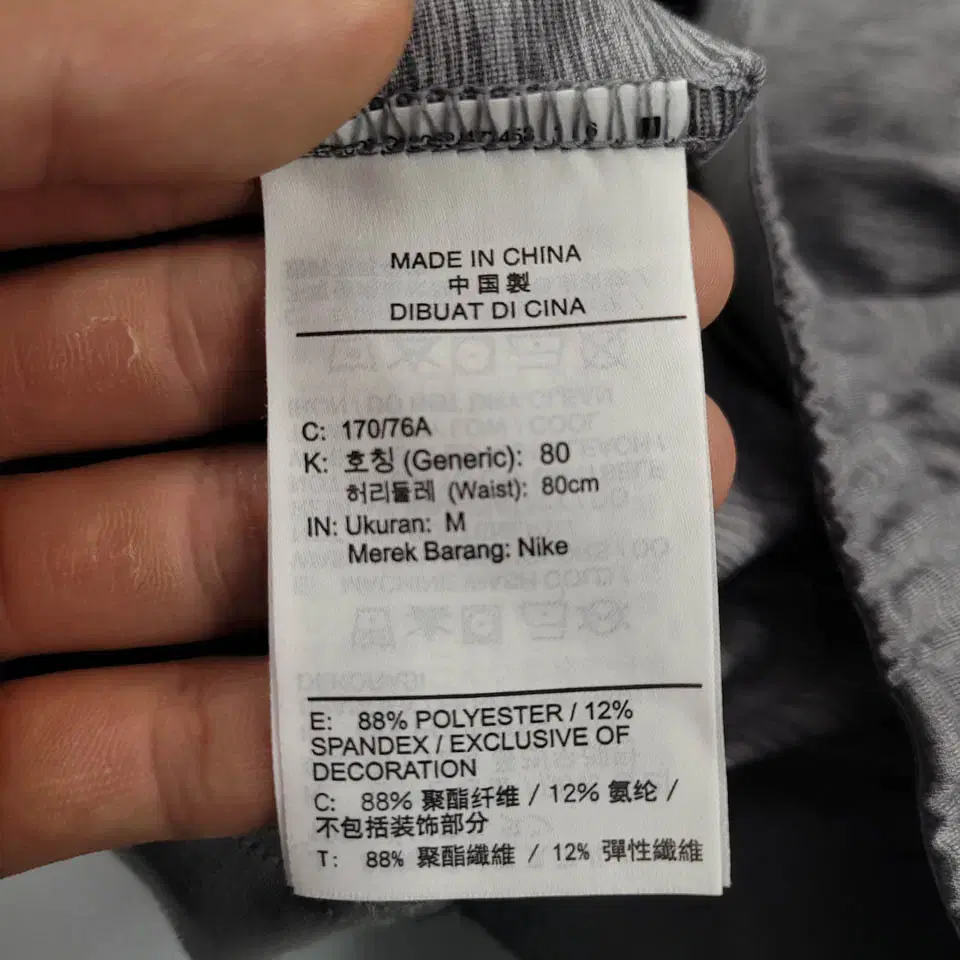 MADE IN CHINA
中国製
DIBUAT DI CINA
C: 170/76A
K: 호칭 (Generic): 80
허리둘레 (Waist): 80cm
IN: Ukuran: M
Merek Barang: Nike
E: 88% POLYESTER / 12%
SPANDEX / EXCLUSIVE OF
DECORATION
C: 88% 聚酯纤维 / 12% 氨纶 /
不包括装饰部分
T: 88% 聚酯纖維 / 12% 彈性纖維